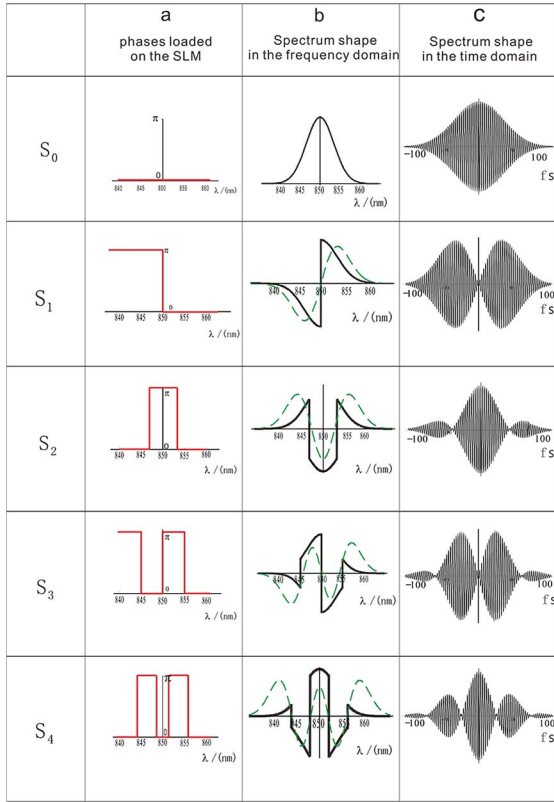 a
b
c
phases loaded
on the SLM
Spectrum shape
in the frequency domain
Spectrum shape
in the time domain
S0
π
0
840 845 850 855 860 λ/(nm)
840 845 850 855 860
λ/(nm)
-100 100
fs
S1
π
0
840 845 850 855 860
λ/(nm)
840 845 850 855 860
λ/(nm)
-100 100
fs
S2
π
0
840 845 850 855 860
λ/(nm)
840 845 850 855 860
λ/(nm)
-100 100
fs
S3
π
0
840 845 850 855 860
λ/(nm)
840 845 850 855 860
λ/(nm)
-100 100
fs
S4
π
0
840 845 850 855 860
λ/(nm)
840 845 850 855 860
λ/(nm)
-100 100
fs